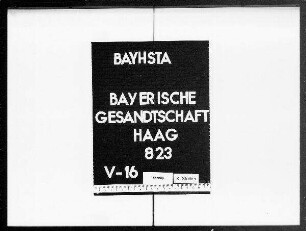 BAYHSTA
BAYERISCHE
GESANDTSCHAFT
HAAG
823
V-16